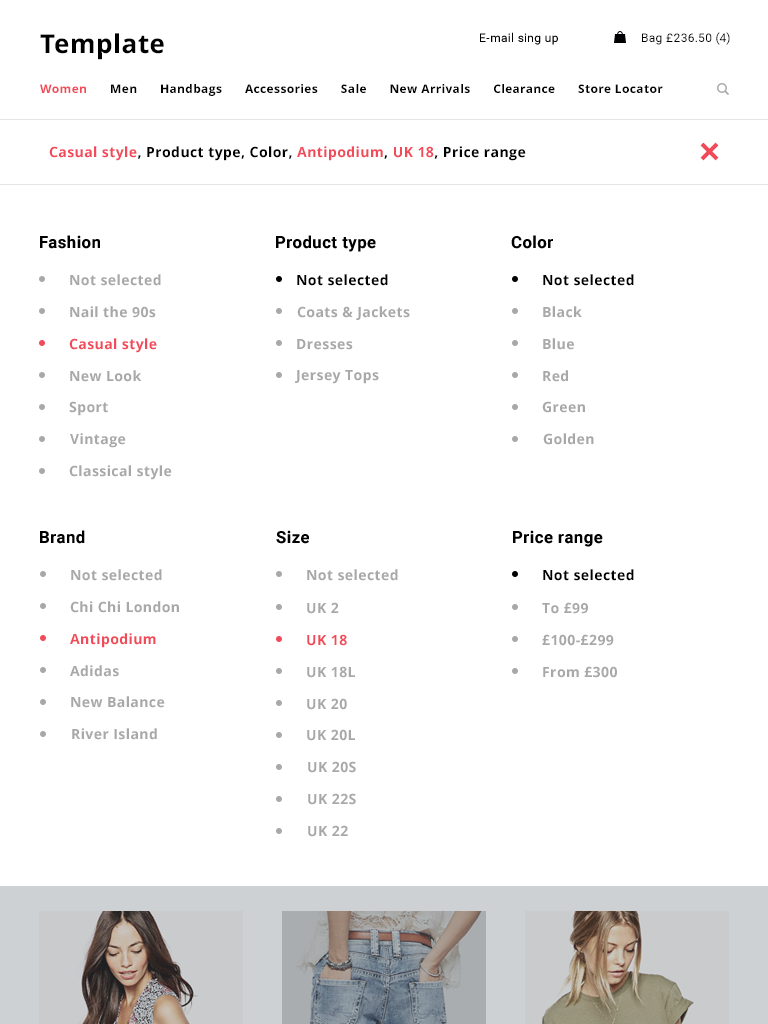 Template
E-mail sing up
Bag £236.50 (4)
Women Men Handbags Accessories Sale New Arrivals Clearance Store Locator
Casual style, Product type, Color, Antipodium, UK 18, Price range
Fashion
Not selected
Nail the 90s
Casual style
New Look
Sport
Vintage
Classical style
Product type
Not selected
Coats & Jackets
Dresses
Jersey Tops
Color
Not selected
Black
Blue
Red
Green
Golden
Brand
Not selected
Chi Chi London
Antipodium
Adidas
New Balance
River Island
Size
Not selected
UK 2
UK 18
UK 18L
UK 20
UK 20L
UK 20S
UK 22S
UK 22
Price range
Not selected
To £99
£100-£299
From £300